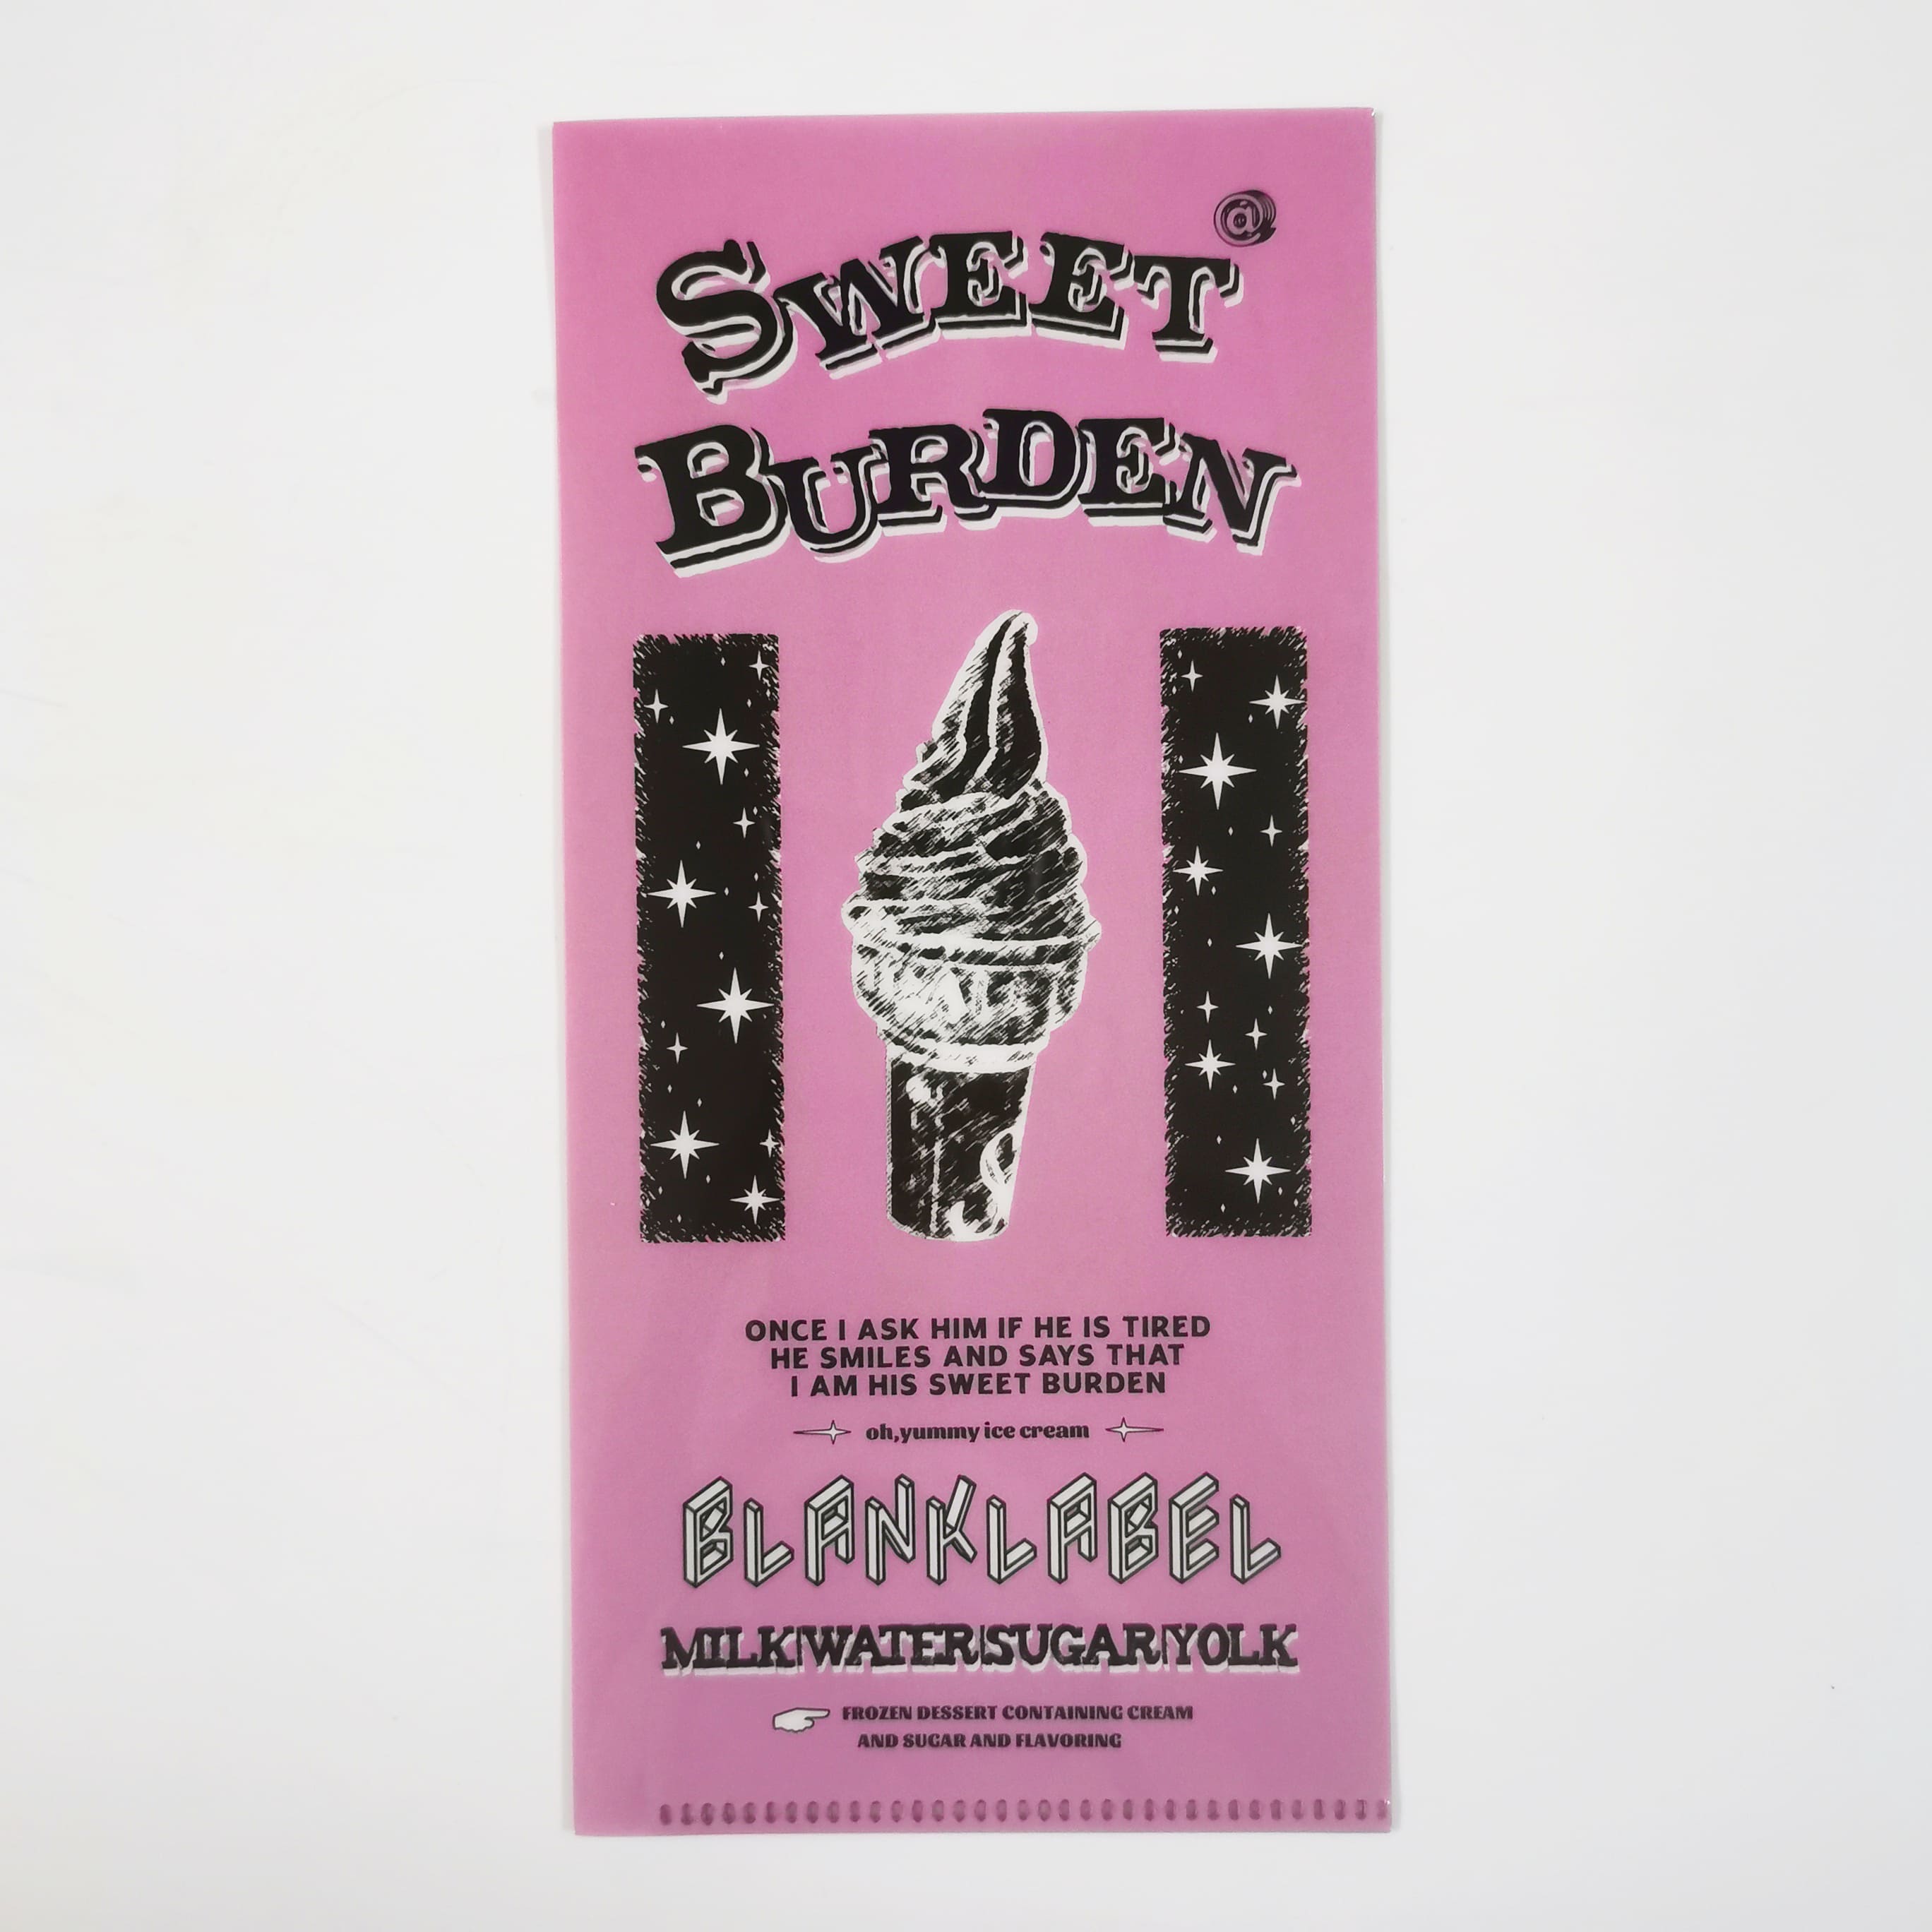 @
SWEET
BURDEN
ONCE I ASK HIM IF HE IS TIRED
HE SMILES AND SAYS THAT
I AM HIS SWEET BURDEN
oh,yummy ice cream
BLANKLABEL
MILK|WATER|SUGAR|YOLK
FROZEN DESSERT CONTAINING CREAM
AND SUGAR AND FLAVORING